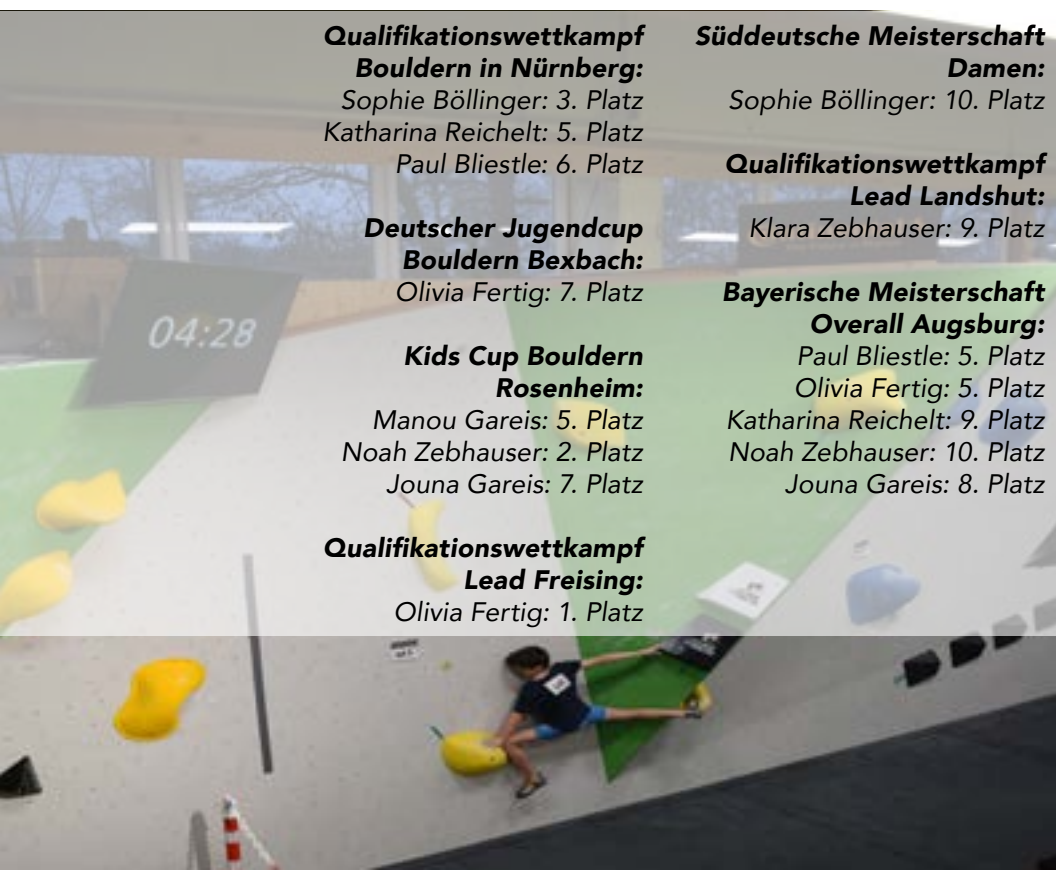 Qualifikationswettkampf
Bouldern in Nürnberg:
Sophie Böllinger: 3. Platz
Katharina Reichelt: 5. Platz
Paul Bliestle: 6. Platz
Deutscher Jugendcup
Bouldern Bexbach:
Olivia Fertig: 7. Platz
Kids Cup Bouldern
Rosenheim:
Manou Gareis: 5. Platz
Noah Zebhauser: 2. Platz
Jouna Gareis: 7. Platz
Qualifikationswettkampf
Lead Freising:
Olivia Fertig: 1. Platz
Süddeutsche Meisterschaft
Damen:
Sophie Böllinger: 10. Platz
Qualifikationswettkampf
Lead Landshut:
Klara Zebhauser: 9. Platz
Bayerische Meisterschaft
Overall Augsburg:
Paul Bliestle: 5. Platz
Olivia Fertig: 5. Platz
Katharina Reichelt: 9. Platz
Noah Zebhauser: 10. Platz
Jouna Gareis: 8. Platz
04:28